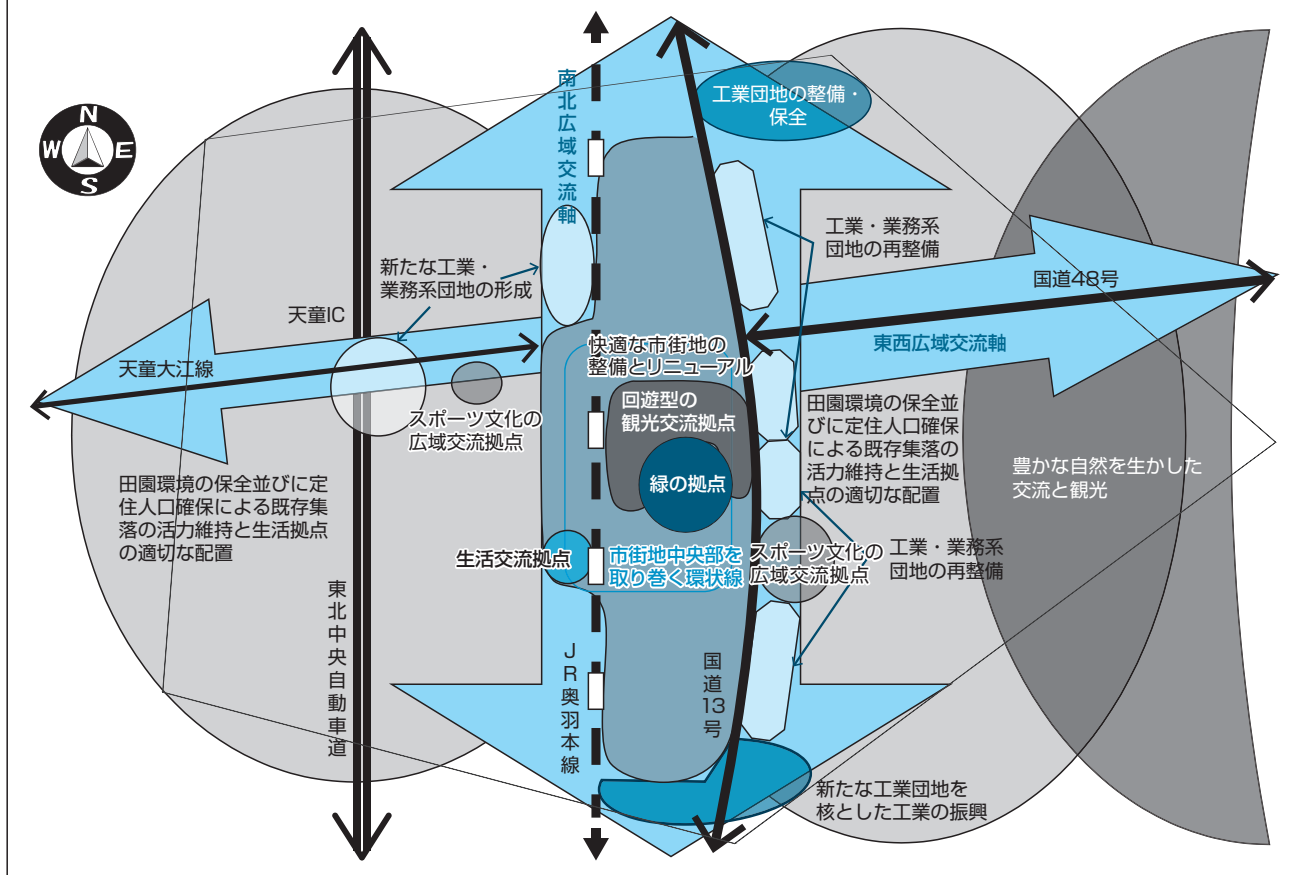 N
W
E
S
南北広域交流軸
工業団地の整備・
保全
工業・業務系
団地の再整備
新たな工業・
業務系団地の形成
国道48号
天童IC
東西広域交流軸
天童大江線
快適な市街地の
整備とリニューアル
回遊型の
観光交流拠点
スポーツ文化の
広域交流拠点
田園環境の保全並
びに定住人口確保
による既存集落の
活力維持と生活拠
点の適切な配置
豊かな自然を生かした
交流と観光
緑の拠点
田園環境の保全並びに定
住人口確保による既存集
落の活力維持と生活拠点
の適切な配置
生活交流拠点
市街地中央部を
取り巻く環状線
スポーツ文化の
広域交流拠点
工業・業務系
団地の再整備
東北中央自動車道
JR奥羽本線
国道13号
新たな工業団地を
核とした工業の振興